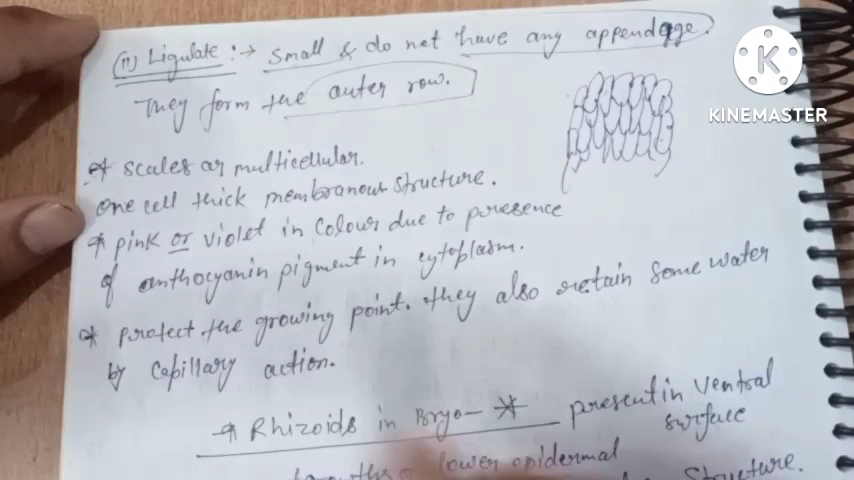 (ii) Ligulate :→ Small & do not have any appendage.
They form the outer row.
* Scales ar multicellular.
one cell thick membranous structure.
* pink or violet in colour due to presence
of anthocyanin pigment in cytoplasm.
* protect the growing point. they also retain some water
by capillary action.
→ Rhizoids in Bryo- * present in ventral
surface
lower epidermal
structure.
KINEMASTER